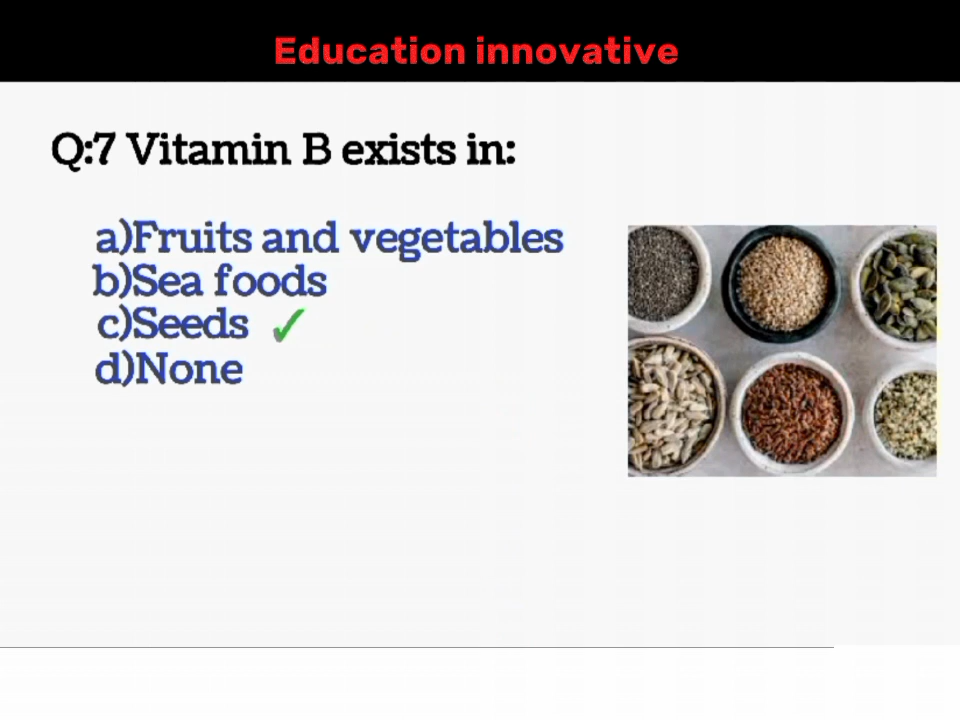 Education innovative
Q:7 Vitamin B exists in:
a)Fruits and vegetables
b)Sea foods
c)Seeds ✓
d)None